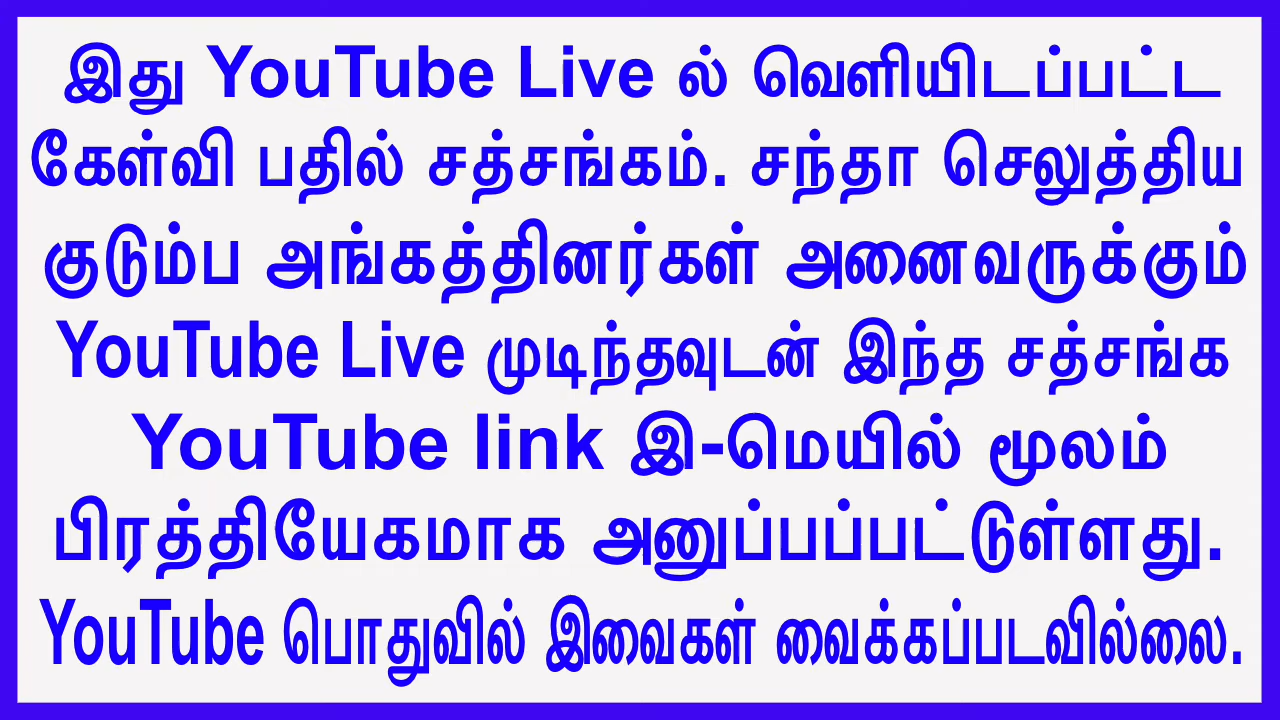 இது YouTube Live ல் வெளியிடப்பட்ட
கேள்வி பதில் சத்சங்கம். சந்தா செலுத்திய
குடும்ப அங்கத்தினர்கள் அனைவருக்கும்
YouTube Live முடிந்தவுடன் இந்த சத்சங்க
YouTube link இ-மெயில் மூலம்
பிரத்தியேகமாக அனுப்பப்பட்டுள்ளது.
YouTube பொதுவில் இவைகள் வைக்கப்படவில்லை.